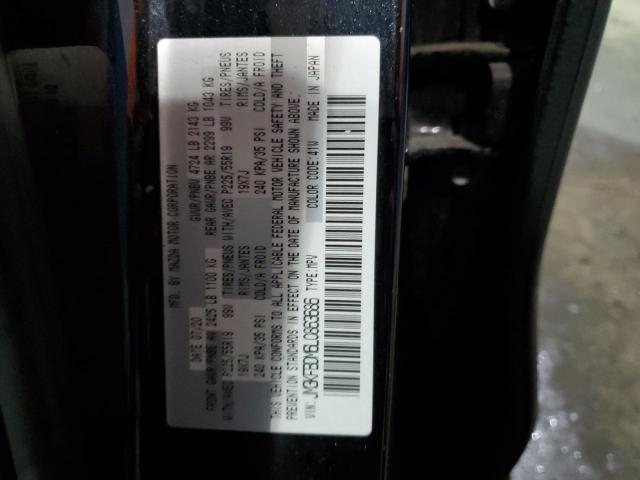 MFD. BY MAZDA MOTOR CORPORATION
DATE 07/20 GVWR/PNBV 4724 LB 2143 KG
FRONT GAWR/PNBE AV 2425 LB 1100 KG REAR GAWR/PNBE AR 2299 LB 1043 KG
WITH/AVEC P225/55R19 99V TIRES/PNEUS WITH/AVEC P225/55R19 99V TIRES/PNEUS
19X7J RIMS/JANTES 19X7J RIMS/JANTES
240 KPA/35 PSI COLD/A FROID 240 KPA/35 PSI COLD/A FROID
THIS VEHICLE CONFORMS TO ALL APPLICABLE FEDERAL MOTOR VEHICLE SAFETY AND THEFT
PREVENTION STANDARDS IN EFFECT ON THE DATE OF MANUFACTURE SHOWN ABOVE.
VIN: JM3KFBDM6L0863686 TYPE:MPV COLOR CODE:41W MADE IN JAPAN